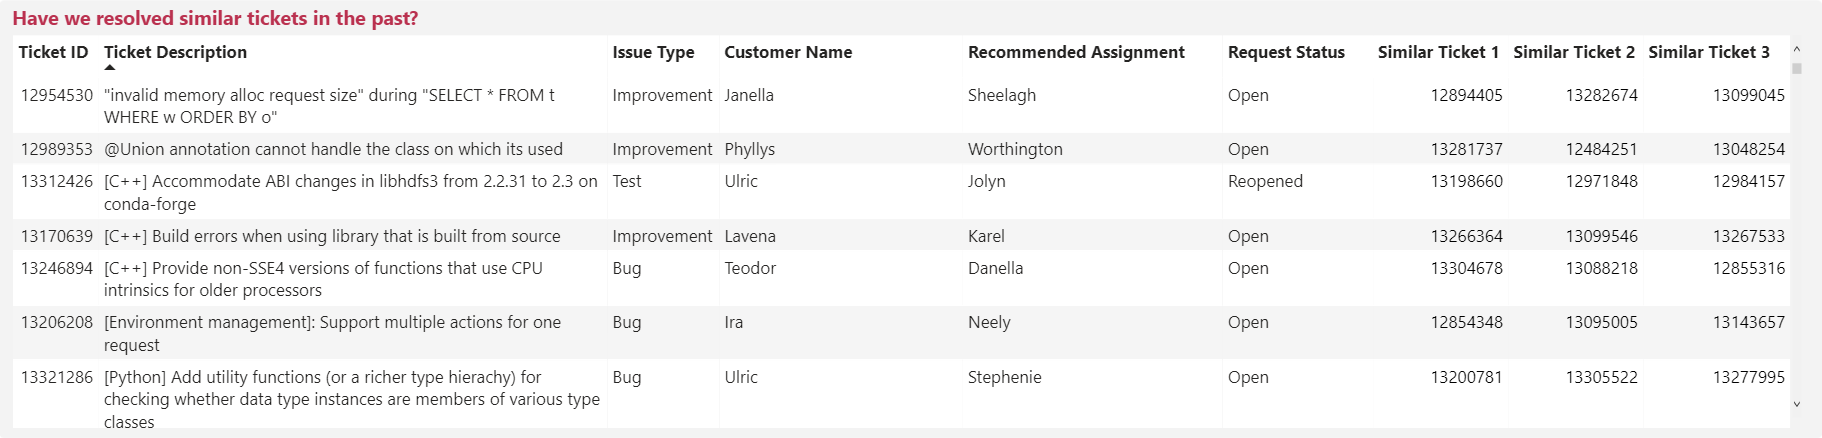 Have we resolved similar tickets in the past?
Ticket ID Ticket Description Issue Type Customer Name Recommended Assignment Request Status Similar Ticket 1 Similar Ticket 2 Similar Ticket 3
12954530 "invalid memory alloc request size" during "SELECT * FROM t Improvement Janella Sheelagh Open 12894405 13282674 13099045
WHERE w ORDER BY o"
12989353 @Union annotation cannot handle the class on which its used Improvement Phyllys Worthington Open 13281737 12484251 13048254
13312426 [C++] Accommodate ABI changes in libhdfs3 from 2.2.31 to 2.3 on Test Ulric Jolyn Reopened 13198660 12971848 12984157
conda-forge
13170639 [C++] Build errors when using library that is built from source Improvement Lavena Karel Open 13266364 13099546 13267533
13246894 [C++] Provide non-SSE4 versions of functions that use CPU Bug Teodor Danella Open 13304678 13088218 12855316
intrinsics for older processors
13206208 [Environment management]: Support multiple actions for one Bug Ira Neely Open 12854348 13095005 13143657
request
13321286 [Python] Add utility functions (or a richer type hierachy) for Bug Ulric Stephenie Open 13200781 13305522 13277995
checking whether data type instances are members of various type
classes